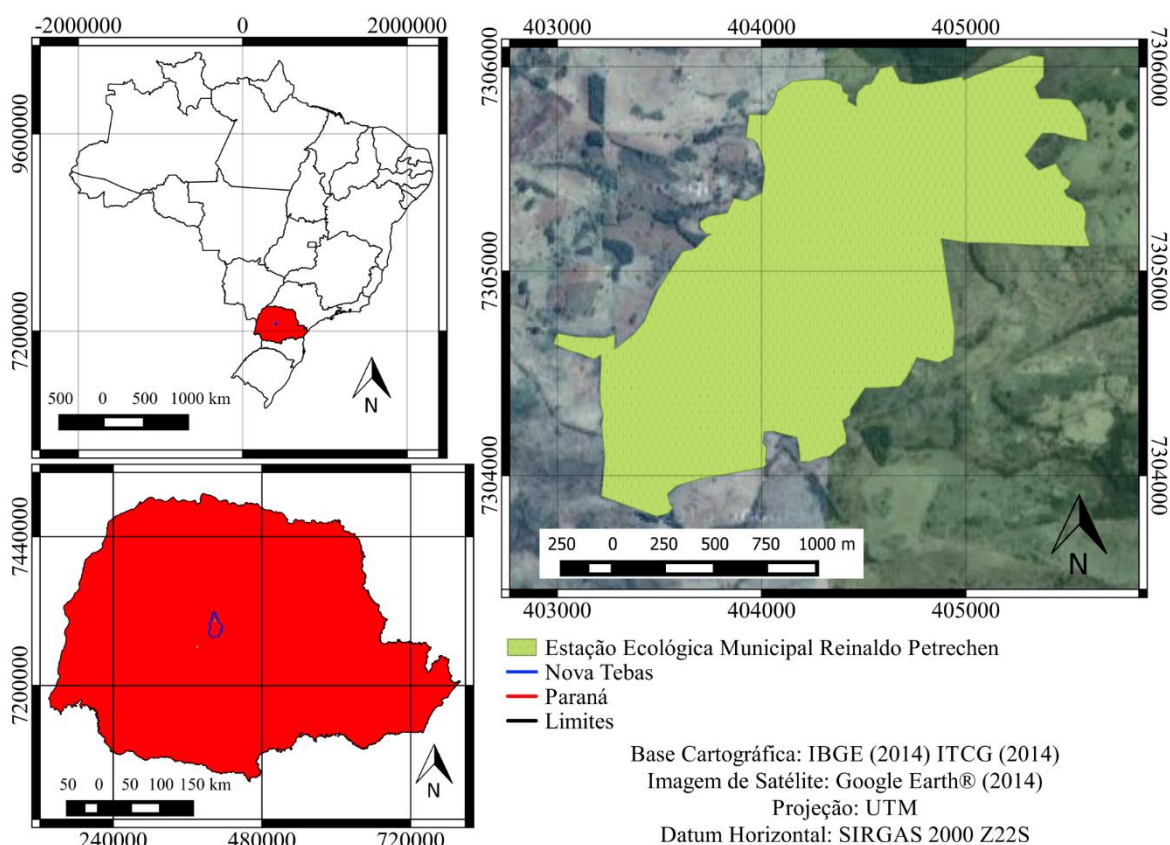 -2000000 0 2000000
9600000
7200000
500 0 500 1000 km
N
7440000
7200000
50 0 50 100 150 km
N
240000 480000 720000
403000 404000 405000
7306000 7306000
7305000 7305000
7304000 7304000
250 0 250 500 750 1000 m
N
403000 404000 405000
Estação Ecológica Municipal Reinaldo Petrechen
Nova Tebas
Paraná
Limites
Base Cartográfica: IBGE (2014) ITCG (2014)
Imagem de Satélite: Google Earth® (2014)
Projeção: UTM
Datum Horizontal: SIRGAS 2000 Z22S